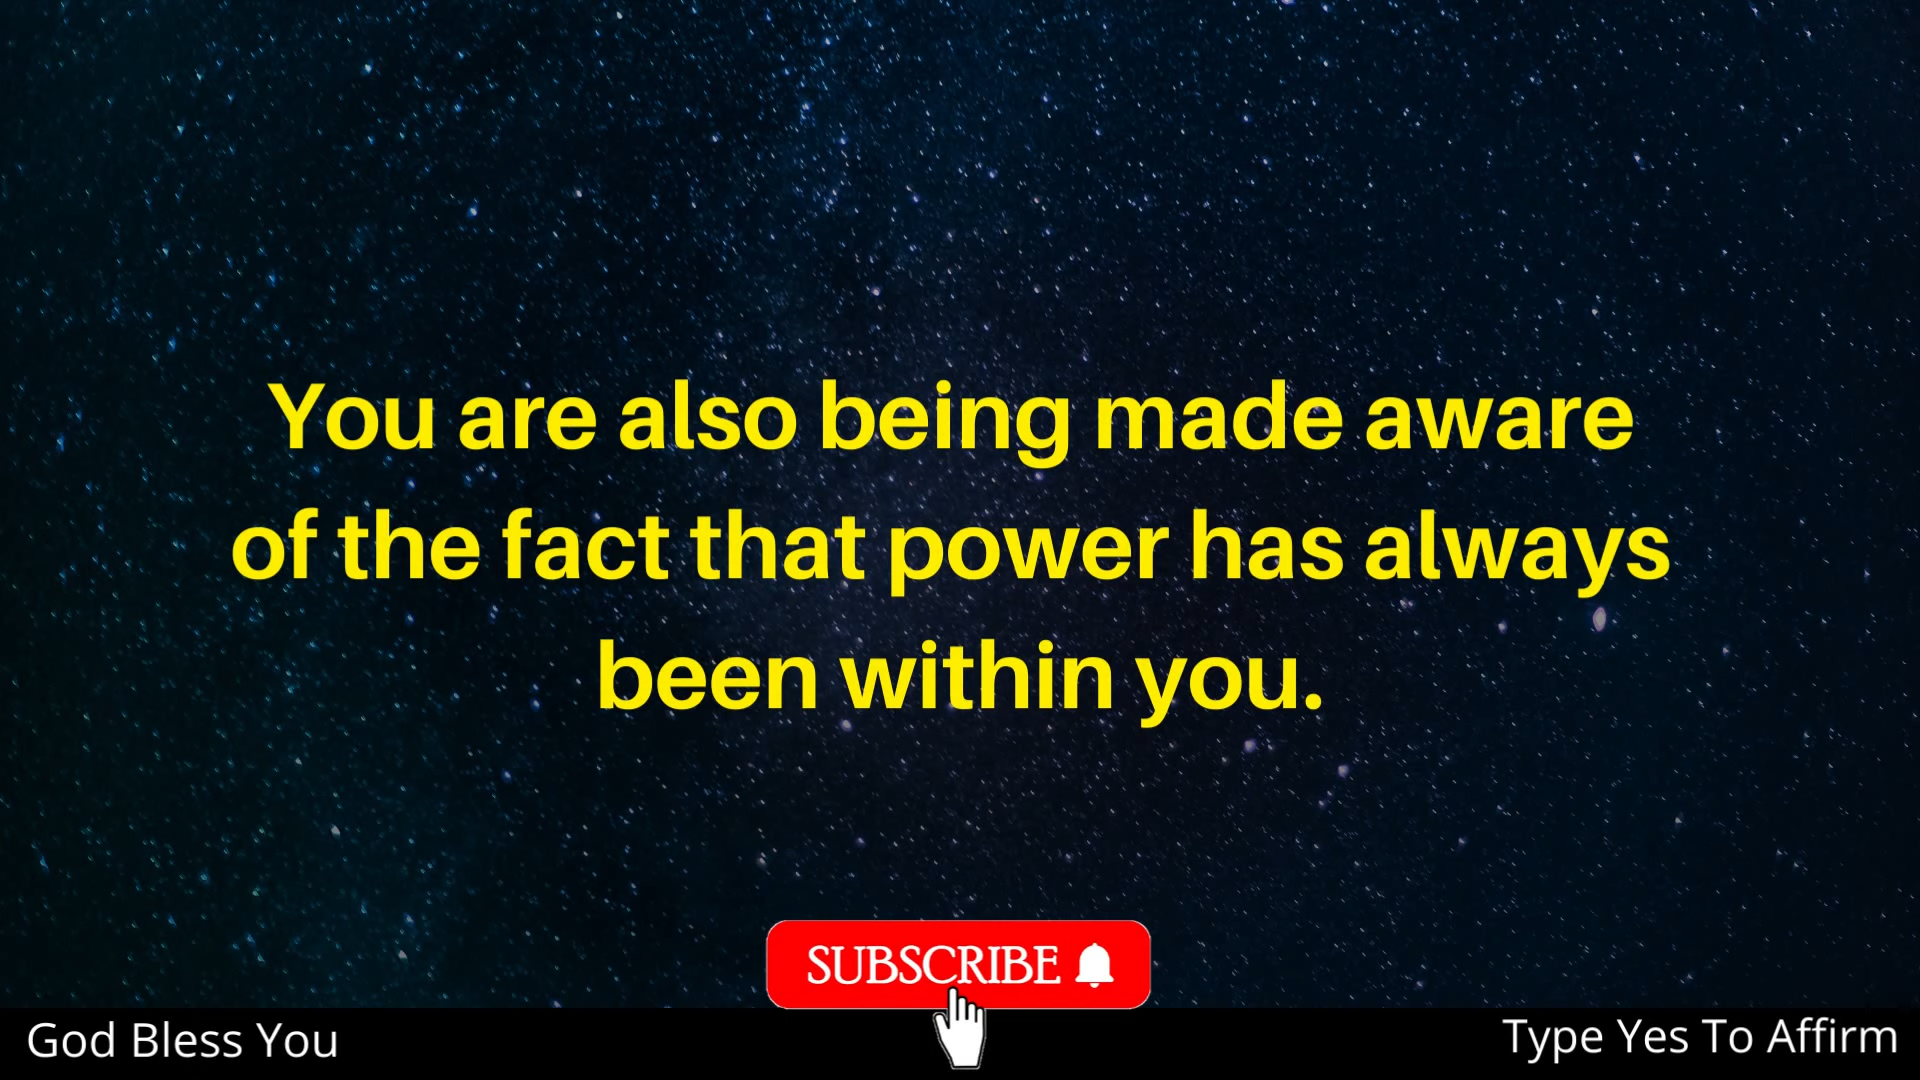 You are also being made aware
of the fact that power has always
been within you.
SUBSCRIBE
God Bless You
Type Yes To Affirm